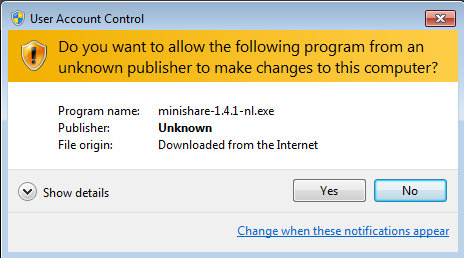 User Account Control
Do you want to allow the following program from an
unknown publisher to make changes to this computer?
Program name: minishare-1.4.1-nl.exe
Publisher: Unknown
File origin: Downloaded from the Internet
Show details Yes No
Change when these notifications appear